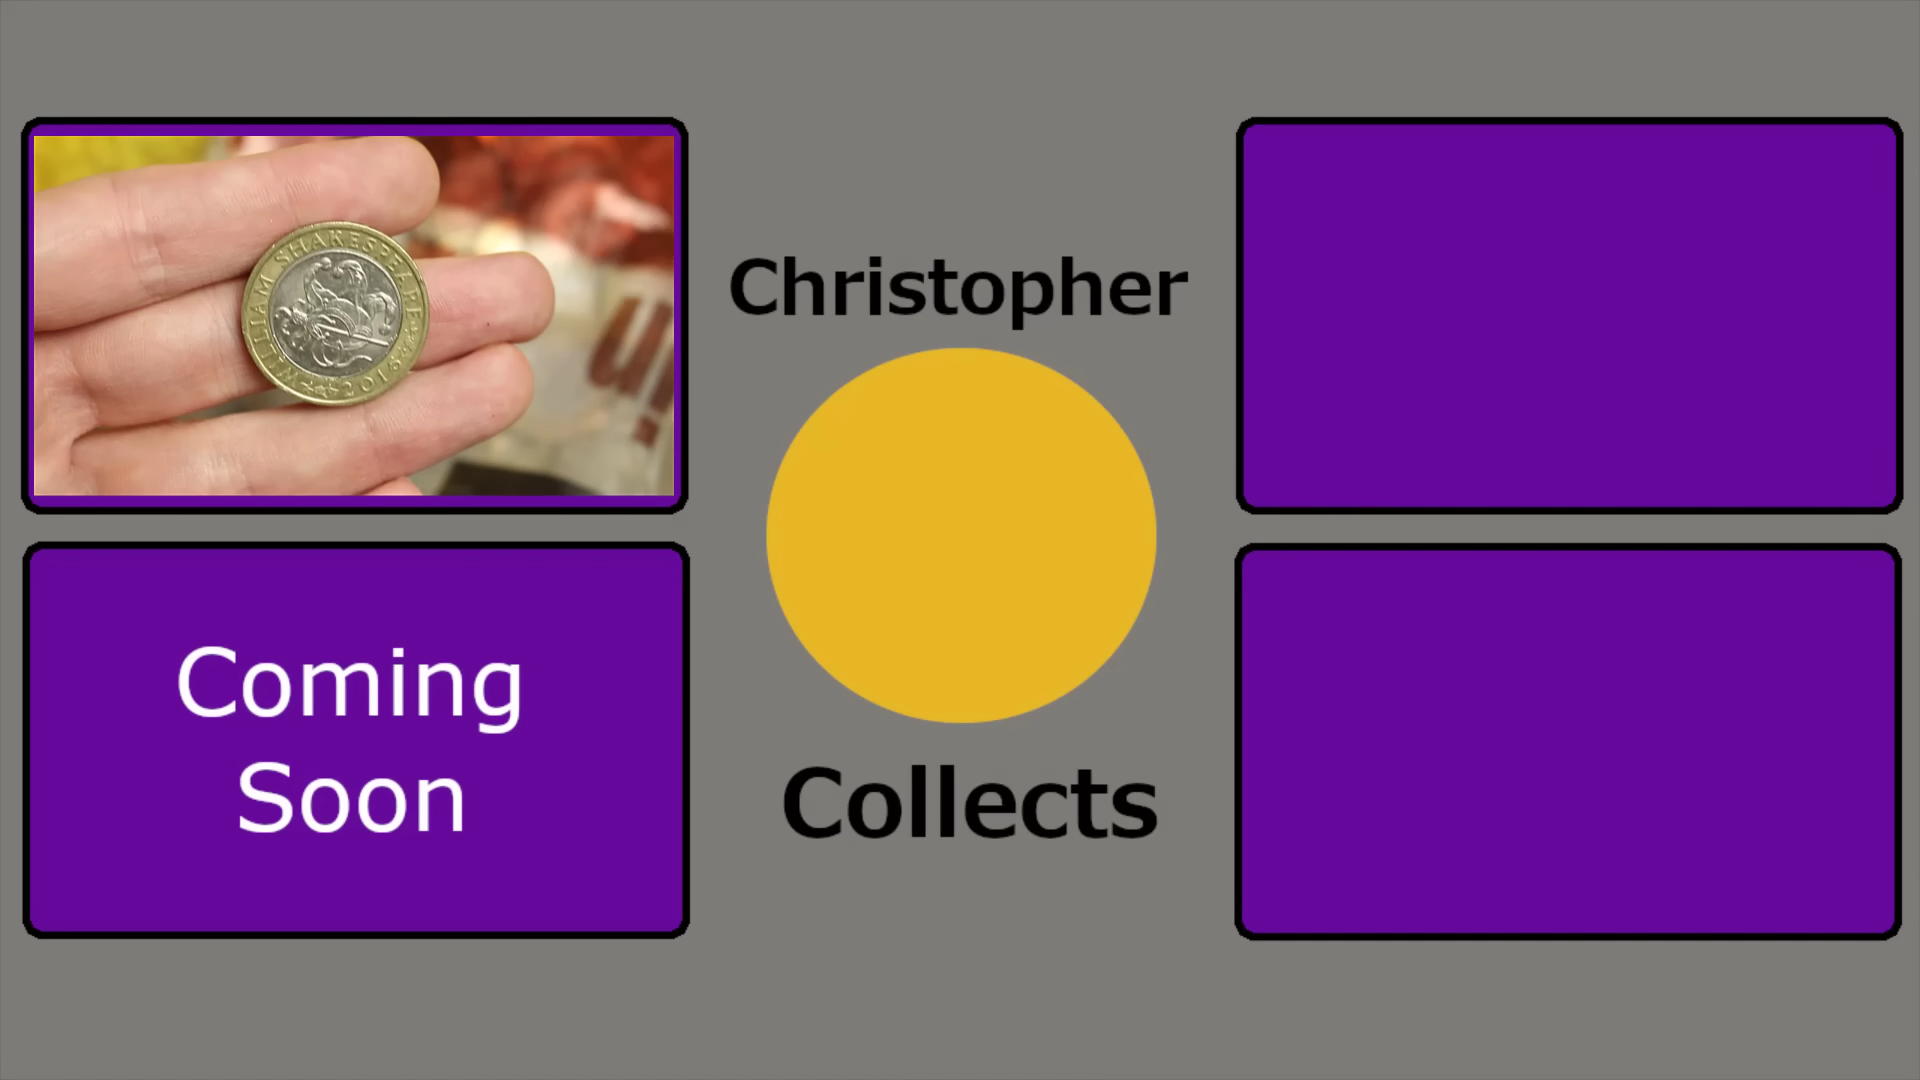 WILLIAM SHAKESPEARE
2016
Christopher
Collects
Coming
Soon